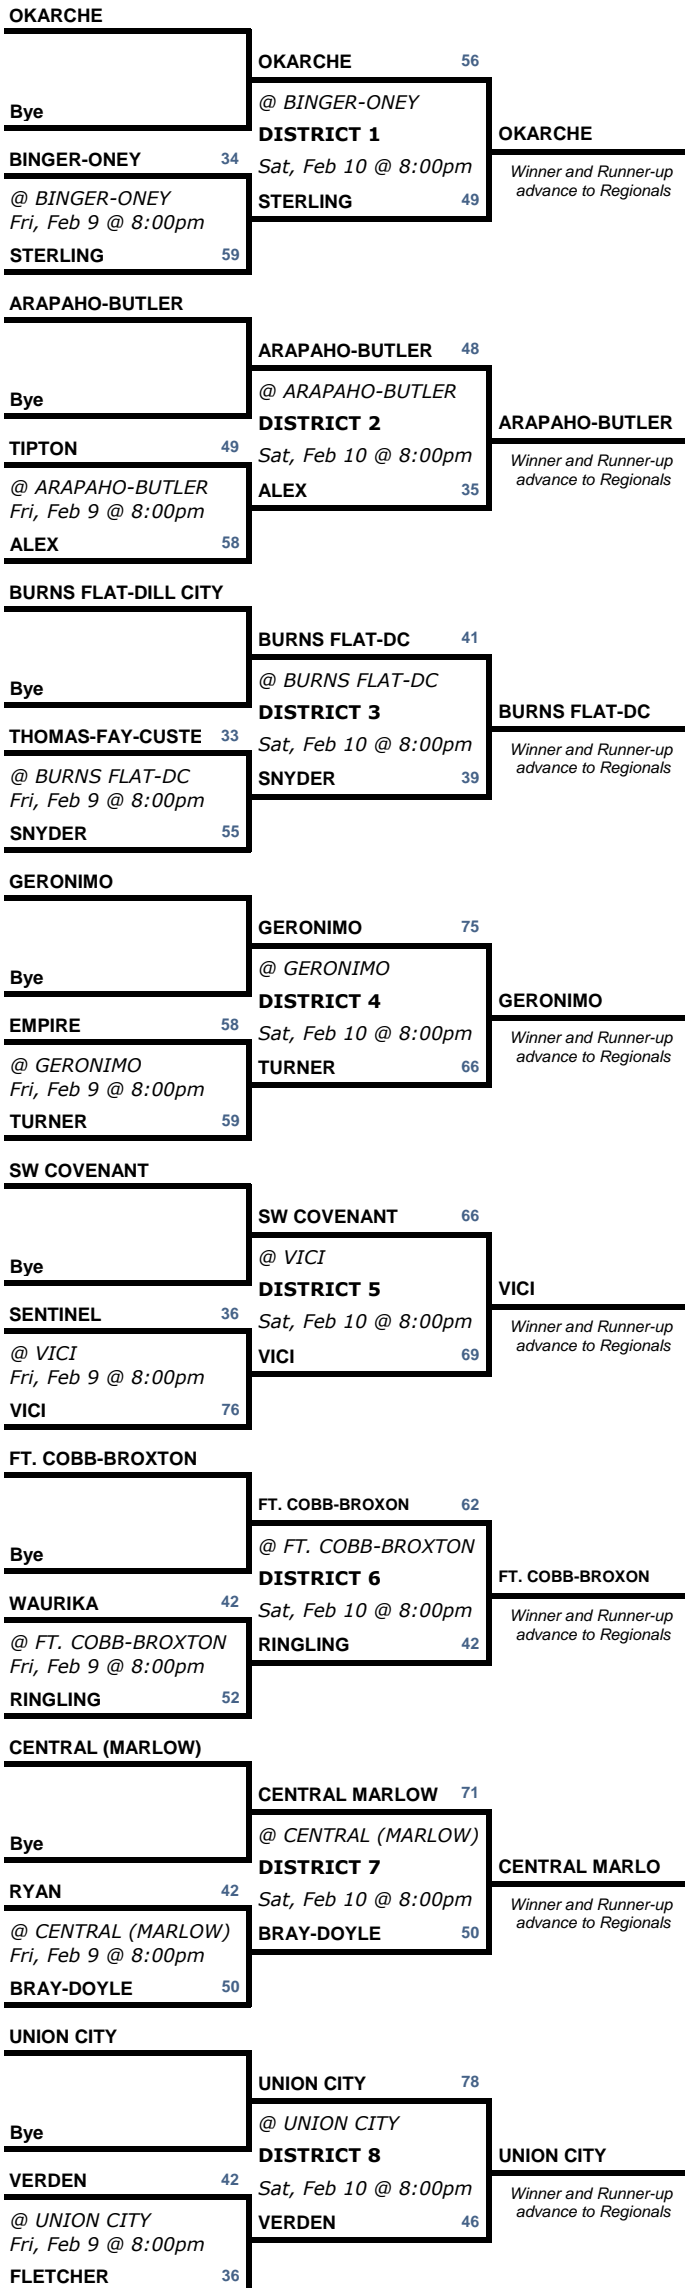 OKARCHE
OKARCHE 56
@ BINGER-ONEY
Bye
DISTRICT 1
OKARCHE
BINGER-ONEY 34
Sat, Feb 10 @ 8:00pm
Winner and Runner-up
advance to Regionals
@ BINGER-ONEY
STERLING 49
Fri, Feb 9 @ 8:00pm
STERLING 59
ARAPAHO-BUTLER
ARAPAHO-BUTLER 48
@ ARAPAHO-BUTLER
Bye
DISTRICT 2
ARAPAHO-BUTLER
TIPTON 49
Sat, Feb 10 @ 8:00pm
Winner and Runner-up
advance to Regionals
@ ARAPAHO-BUTLER
ALEX 35
Fri, Feb 9 @ 8:00pm
ALEX 58
BURNS FLAT-DILL CITY
BURNS FLAT-DC 41
@ BURNS FLAT-DC
Bye
DISTRICT 3
BURNS FLAT-DC
THOMAS-FAY-CUSTE 33
Sat, Feb 10 @ 8:00pm
Winner and Runner-up
advance to Regionals
@ BURNS FLAT-DC
SNYDER 39
Fri, Feb 9 @ 8:00pm
SNYDER 55
GERONIMO
GERONIMO 75
@ GERONIMO
Bye
DISTRICT 4
GERONIMO
EMPIRE 58
Sat, Feb 10 @ 8:00pm
Winner and Runner-up
advance to Regionals
@ GERONIMO
TURNER 66
Fri, Feb 9 @ 8:00pm
TURNER 59
SW COVENANT
SW COVENANT 66
@ VICI
Bye
DISTRICT 5
VICI
SENTINEL 36
Sat, Feb 10 @ 8:00pm
Winner and Runner-up
advance to Regionals
@ VICI
VICI 69
Fri, Feb 9 @ 8:00pm
VICI 76
FT. COBB-BROXTON
FT. COBB-BROXON 62
@ FT. COBB-BROXTON
Bye
DISTRICT 6
FT. COBB-BROXON
WAURIKA 42
Sat, Feb 10 @ 8:00pm
Winner and Runner-up
advance to Regionals
@ FT. COBB-BROXTON
RINGLING 42
Fri, Feb 9 @ 8:00pm
RINGLING 52
CENTRAL (MARLOW)
CENTRAL MARLOW 71
@ CENTRAL (MARLOW)
Bye
DISTRICT 7
CENTRAL MARLO
RYAN 42
Sat, Feb 10 @ 8:00pm
Winner and Runner-up
advance to Regionals
@ CENTRAL (MARLOW)
BRAY-DOYLE 50
Fri, Feb 9 @ 8:00pm
BRAY-DOYLE 50
UNION CITY
UNION CITY 78
@ UNION CITY
Bye
DISTRICT 8
UNION CITY
VERDEN 42
Sat, Feb 10 @ 8:00pm
Winner and Runner-up
advance to Regionals
@ UNION CITY
VERDEN 46
Fri, Feb 9 @ 8:00pm
FLETCHER 36